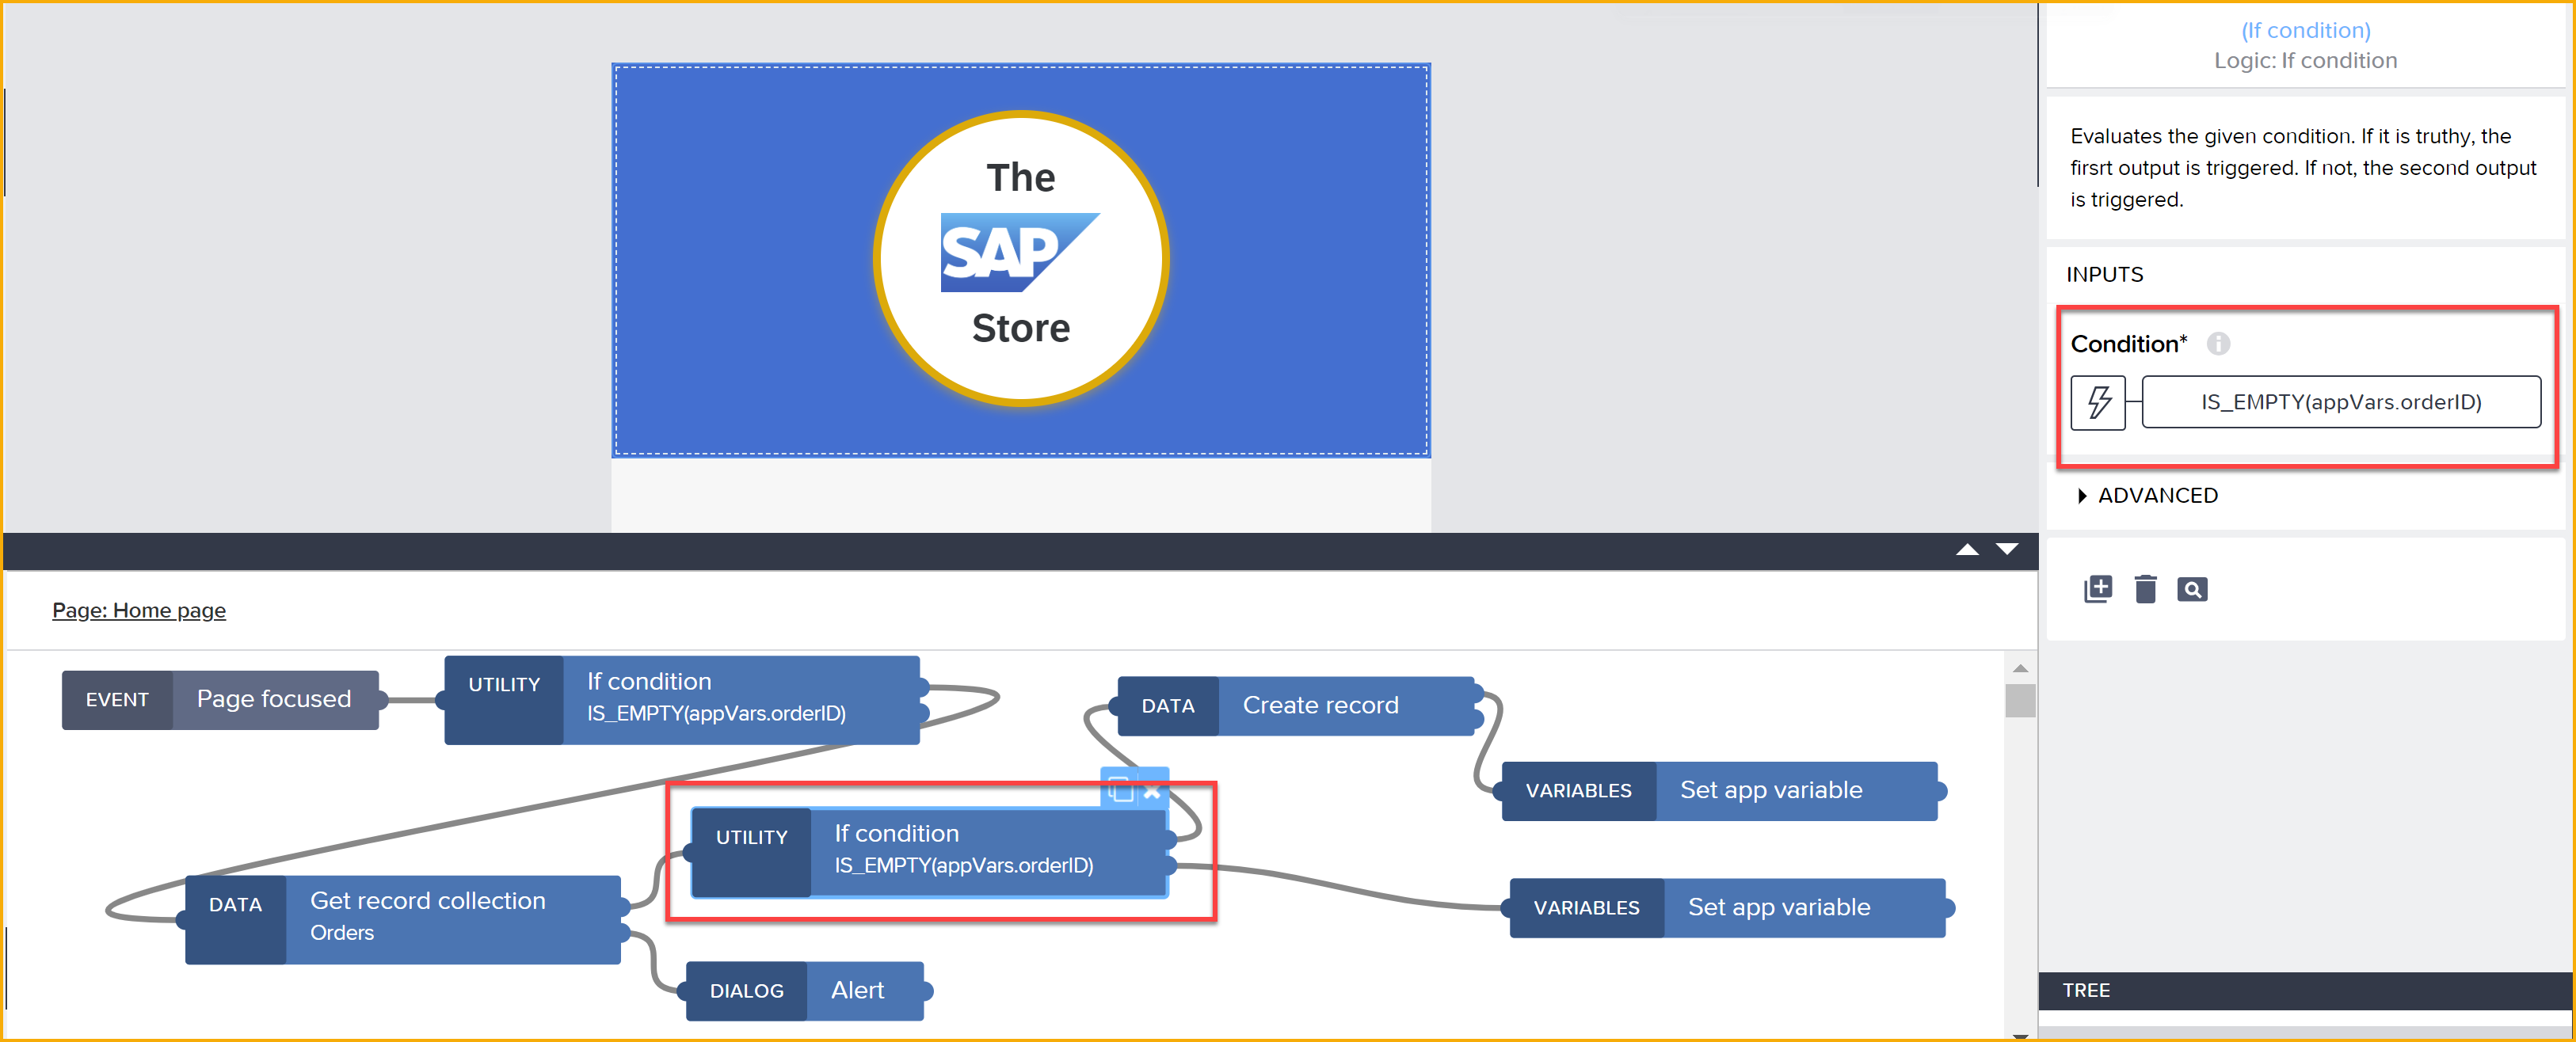 The
SAP
Store
(If condition)
Logic: If condition
Evaluates the given condition. If it is truthy, the
firsrt output is triggered. If not, the second output
is triggered.
INPUTS
Condition*
IS_EMPTY(appVars.orderID)
ADVANCED
Page: Home page
EVENT Page focused
UTILITY If condition
IS_EMPTY(appVars.orderID)
DATA Create record
VARIABLES Set app variable
UTILITY If condition
IS_EMPTY(appVars.orderID)
DATA Get record collection
Orders
VARIABLES Set app variable
DIALOG Alert
TREE